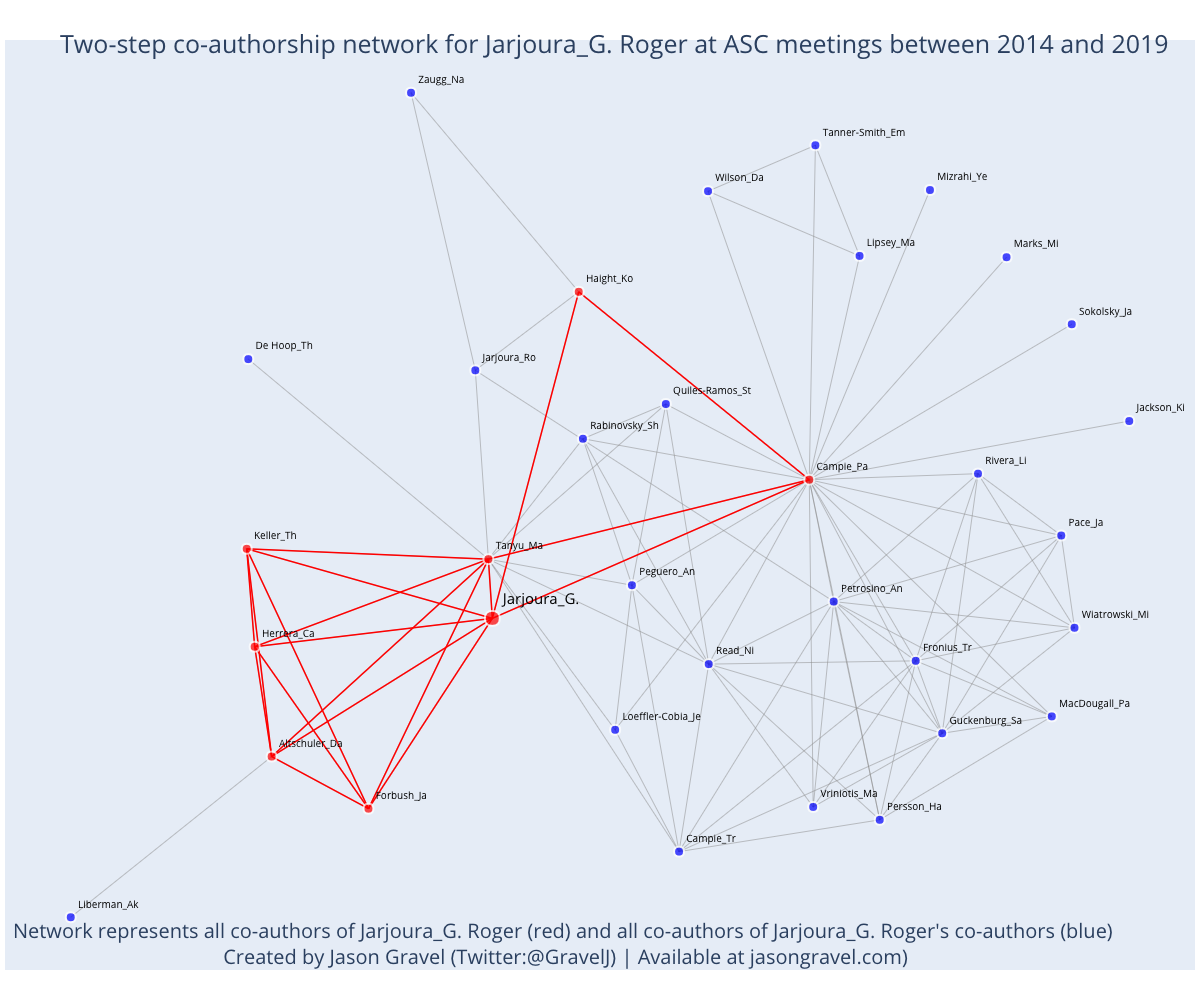 Two-step co-authorship network for Jarjoura_G. Roger at ASC meetings between 2014 and 2019
Zaugg_Na
Tanner-Smith_Em
Wilson_Da
Mizrahi_Ye
Lipsey_Ma
Marks_Mi
Haight_Ko
Sokolsky_Ja
De Hoop_Th
Jarjoura_Ro
Quiles-Ramos_St
Jackson_Ki
Rabinovsky_Sh
Campie_Pa
Rivera_Li
Pace_Ja
Keller_Th
Tanyu_Ma
Peguero_An
Petrosino_An
Jarjoura_G.
Wiatrowski_Mi
Herrera_Ca
Read_Ni
Fronius_Tr
MacDougall_Pa
Loeffler-Cobia_Je
Guckenburg_Sa
Altschuler_Da
Forbush_Ja
Vriniotis_Ma
Persson_Ha
Campie_Tr
Liberman_Ak
Network represents all co-authors of Jarjoura_G. Roger (red) and all co-authors of Jarjoura_G. Roger's co-authors (blue)
Created by Jason Gravel (Twitter:@GravelJ) | Available at jasongravel.com)